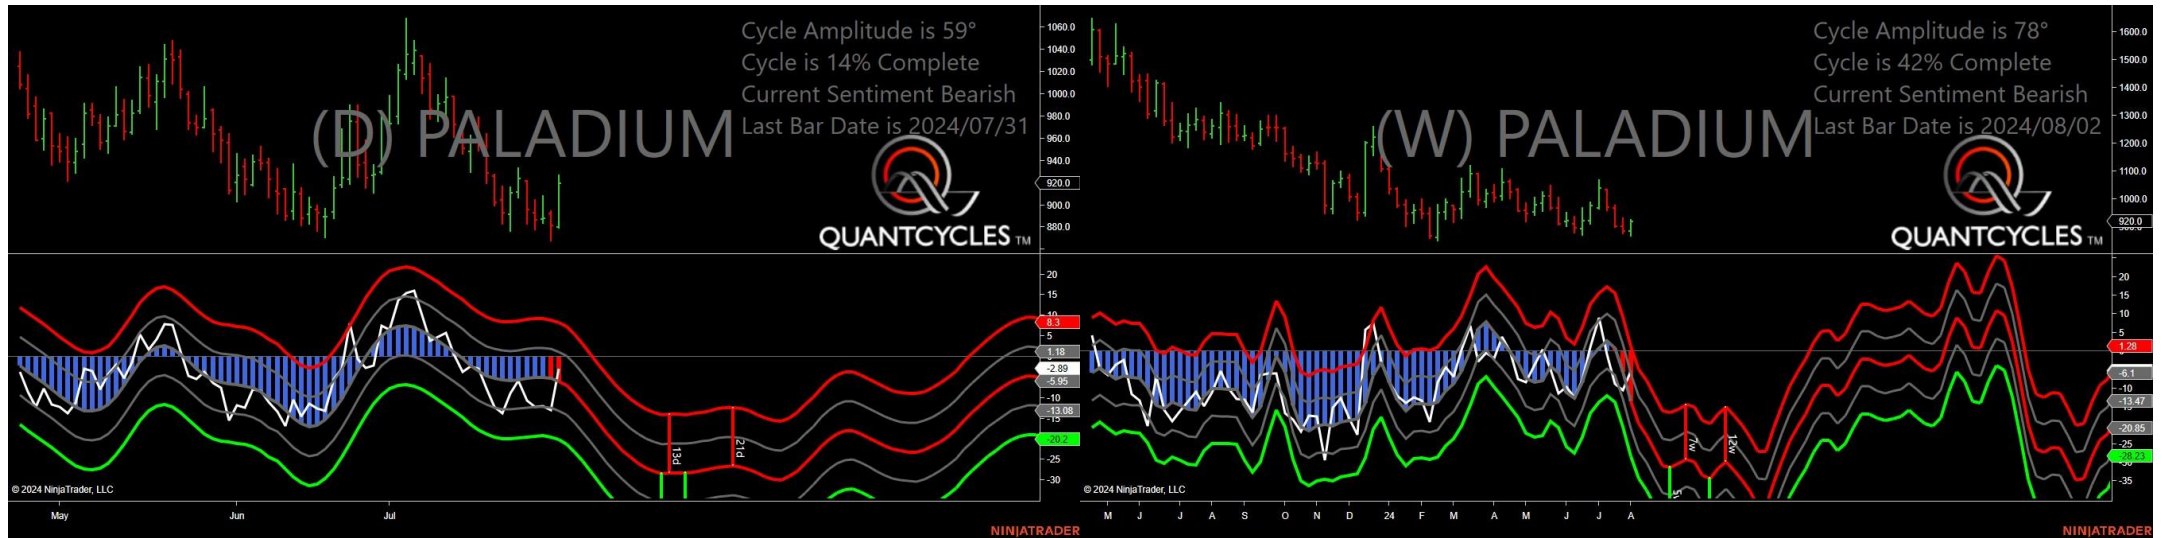 Cycle Amplitude is 59°
Cycle is 14% Complete
Current Sentiment Bearish
Last Bar Date is 2024/07/31
(D) PALADIUM
QUANTCYCLES TM
1060.0
1040.0
1020.0
1000.0
980.0
960.0
940.0
920.0
900.0
880.0
20
15
10
8.3
5
1.18
-2.89
-5.95
-10
-13.08
-20.2
-25
-30
13d
21d
© 2024 NinjaTrader, LLC
May Jun Jul
NINJATRADER
Cycle Amplitude is 78°
Cycle is 42% Complete
Current Sentiment Bearish
Last Bar Date is 2024/08/02
(W) PALADIUM
QUANTCYCLES TM
1600.0
1500.0
1400.0
1300.0
1200.0
1100.0
1000.0
920.0
20
15
10
5
1.28
-6.1
-10
-13.47
-20.85
-25
-28.23
-35
7w
12w
© 2024 NinjaTrader, LLC
M J J A S O N D 24 F M A M J J A
NINJATRADER